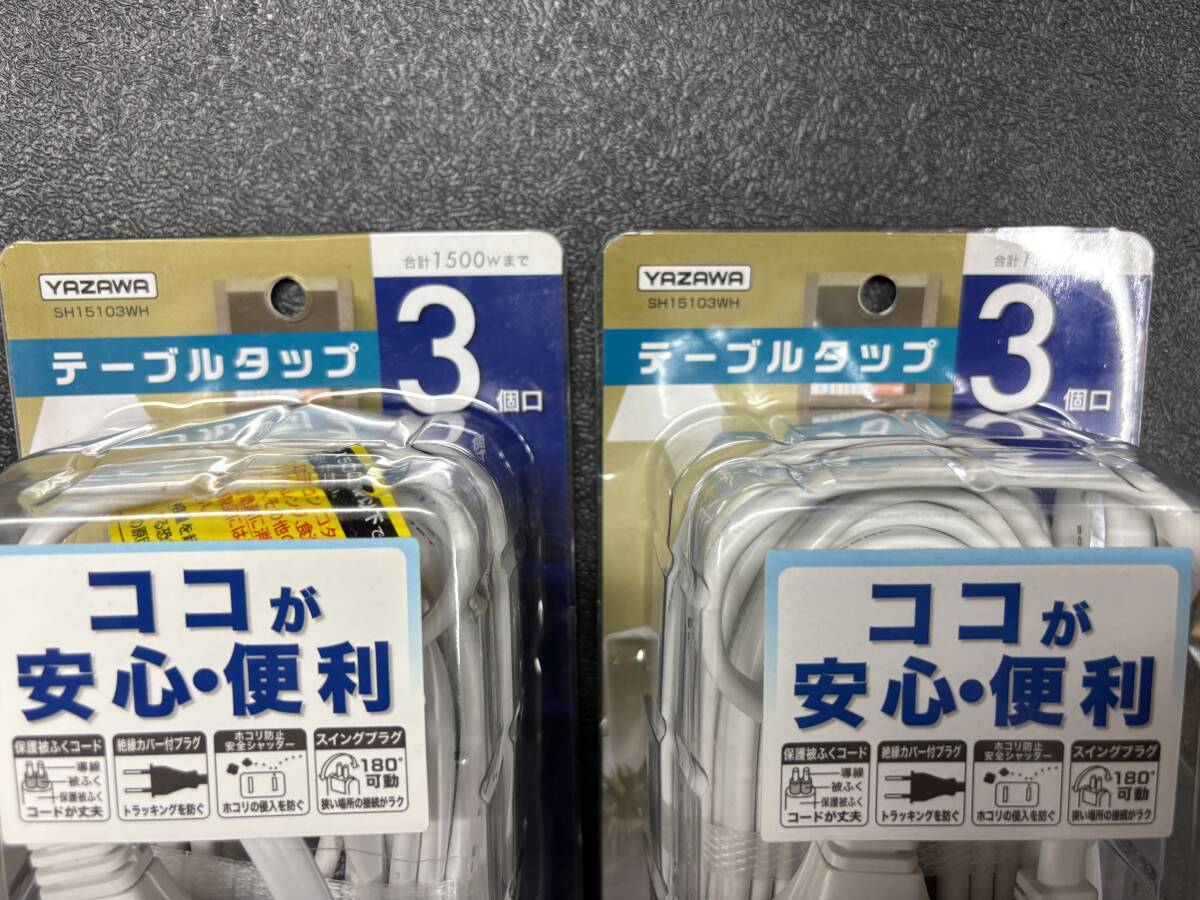 YAZAWA
SH15103WH
合計1500Wまで
テーブルタップ
3個口
ココが
安心・便利
保護被ふくコード
導線
被ふく
保護被ふく
コードが丈夫
絶縁カバー付プラグ
トラッキングを防ぐ
ホコリ防止
安全シャッター
ホコリの侵入を防ぐ
スイングプラグ
180°
可動
狭い場所の接続がラク
YAZAWA
SH15103WH
合計1
テーブルタップ
3個口
ココが
安心・便利
保護被ふくコード
導線
被ふく
保護被ふく
コードが丈夫
絶縁カバー付プラグ
トラッキングを防ぐ
ホコリ防止
安全シャッター
ホコリの侵入を防ぐ
スイングプラグ
180°
可動
狭い場所の接続がラク